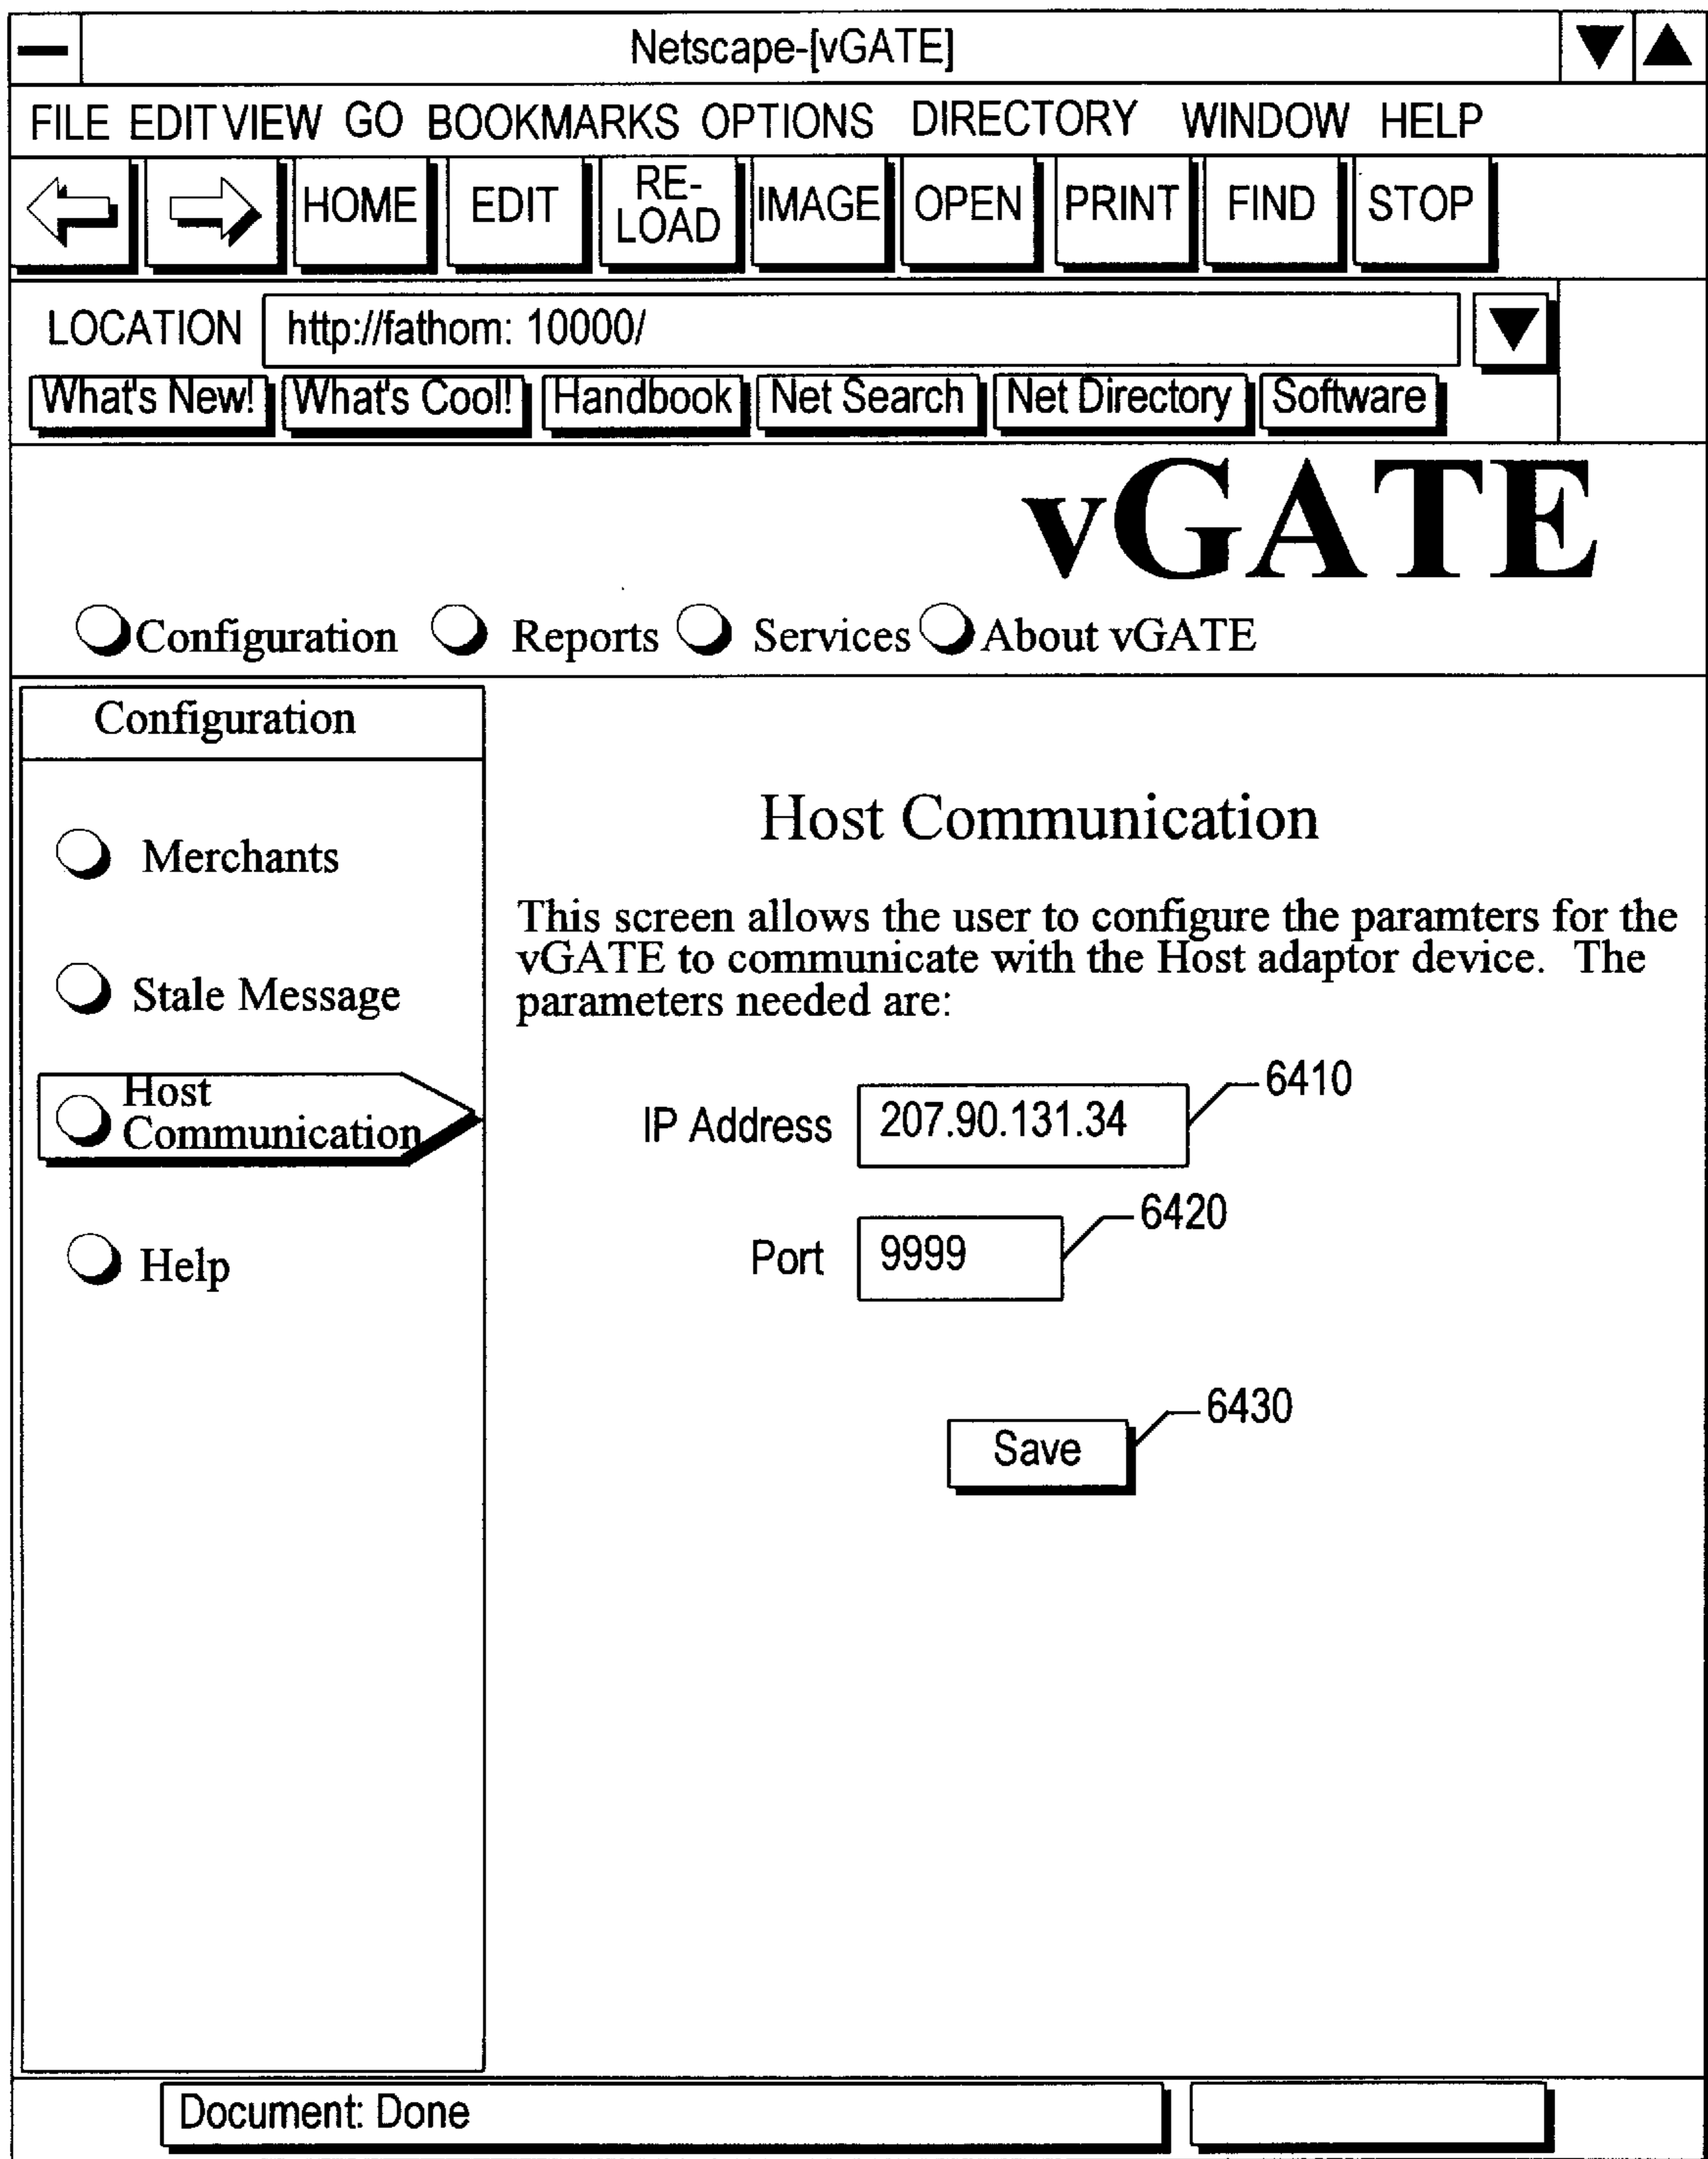 Netscape-[vGATE]
FILE EDIT VIEW GO BOOKMARKS OPTIONS DIRECTORY WINDOW HELP
HOME EDIT RE-LOAD IMAGE OPEN PRINT FIND STOP
LOCATION http://fathom: 10000/
What's New! What's Cool! Handbook Net Search Net Directory Software
vGATE
Configuration Reports Services About vGATE
Configuration
Merchants
Stale Message
Host
Communication
Help
Host Communication
This screen allows the user to configure the paramters for the
vGATE to communicate with the Host adaptor device. The
parameters needed are:
IP Address 207.90.131.34 6410
Port 9999 6420
Save 6430
Document: Done